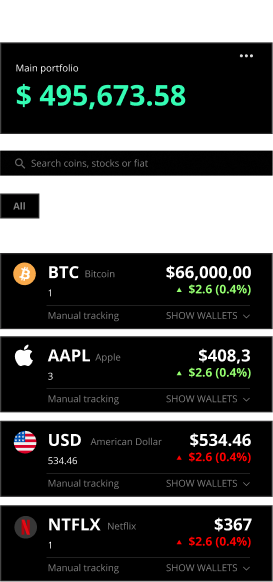 Main portfolio
$ 495,673.58
Search coins, stocks or fiat
All
BTC Bitcoin $66,000,00
1 ▲ $2.6 (0.4%)
Manual tracking SHOW WALLETS
AAPL Apple $408,3
3 ▲ $2.6 (0.4%)
Manual tracking SHOW WALLETS
USD American Dollar $534.46
534.46 ▲ $2.6 (0.4%)
Manual tracking SHOW WALLETS
NTFLX Netflix $367
1 ▲ $2.6 (0.4%)
Manual tracking SHOW WALLETS